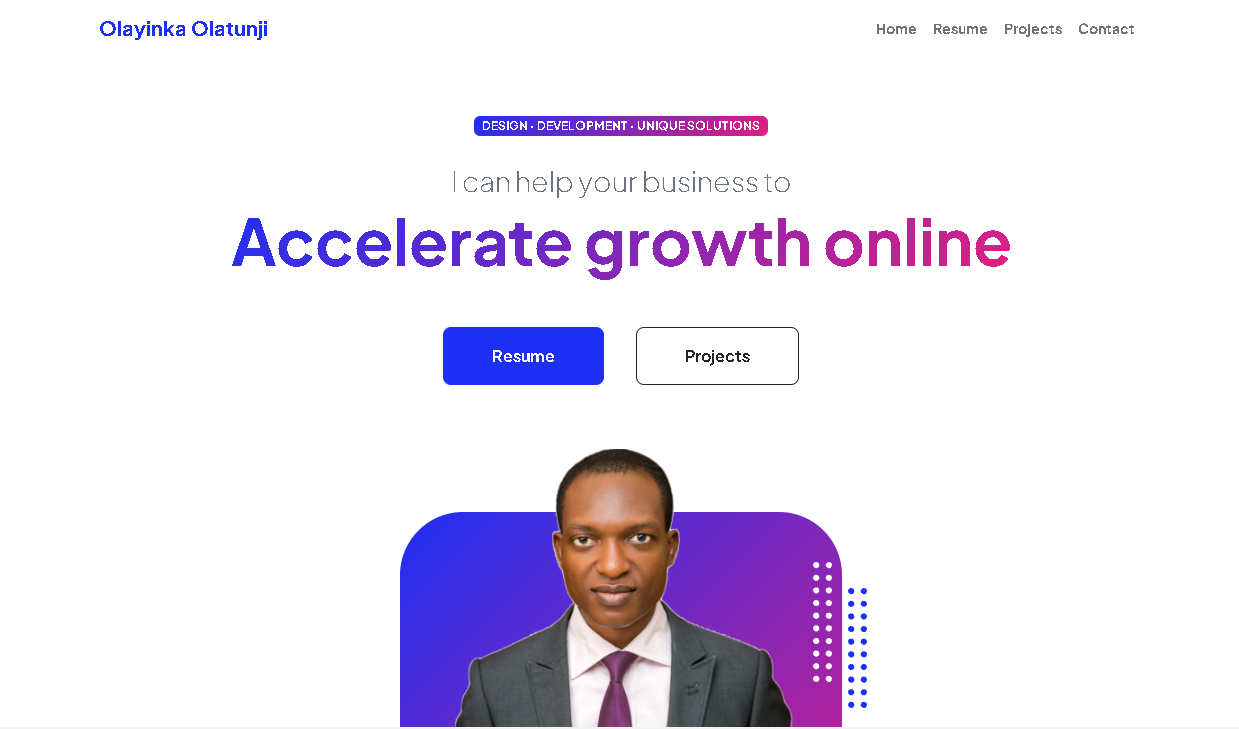 Olayinka Olatunji
Home Resume Projects Contact
DESIGN · DEVELOPMENT · UNIQUE SOLUTIONS
I can help your business to
Accelerate growth online
Resume Projects